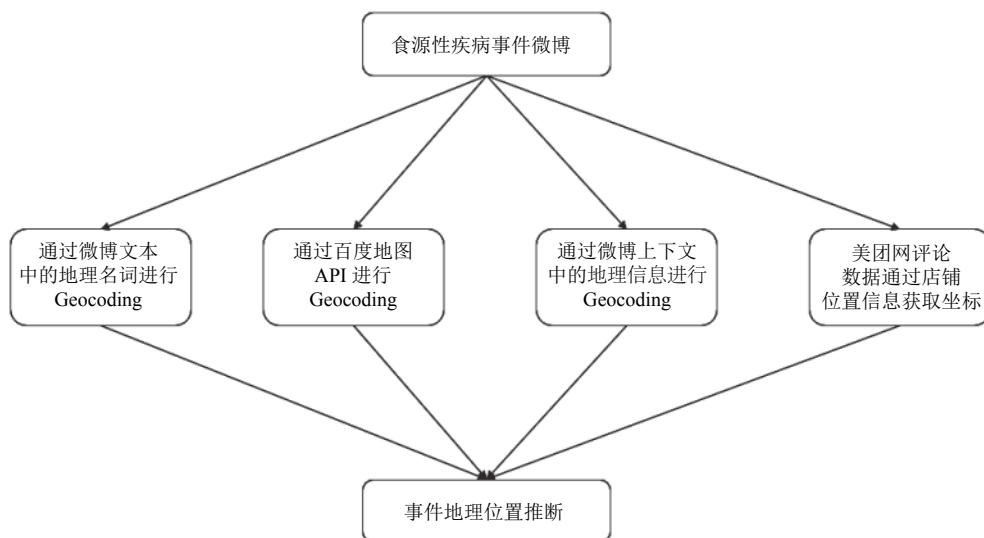 食源性疾病事件微博
通过微博文本
中的地理名词进行
Geocoding
通过百度地图
API 进行
Geocoding
通过微博上下文
中的地理信息进行
Geocoding
美团网评论
数据通过店铺
位置信息获取坐标
事件地理位置推断